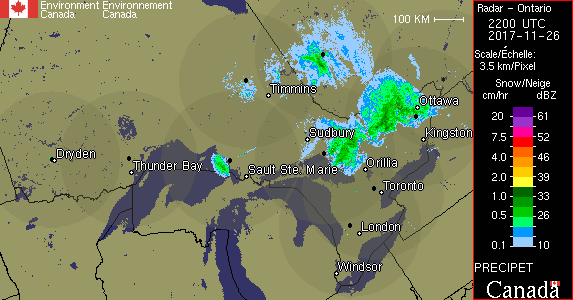 Environment Environnement
Canada Canada
100 KM
Timmins
Ottawa
Sudbury
Kingston
Dryden
Thunder Bay
Sault Ste. Marie
Orillia
Toronto
London
Windsor
Radar - Ontario
2200 UTC
2017-11-26
Scale/Échelle:
3.5 km/Pixel
Snow/Neige
cm/hr dBZ
20 61
7.5 52
4.0 46
2.0 39
1.0 33
0.5 26
0.1 10
PRECIPET
Canada